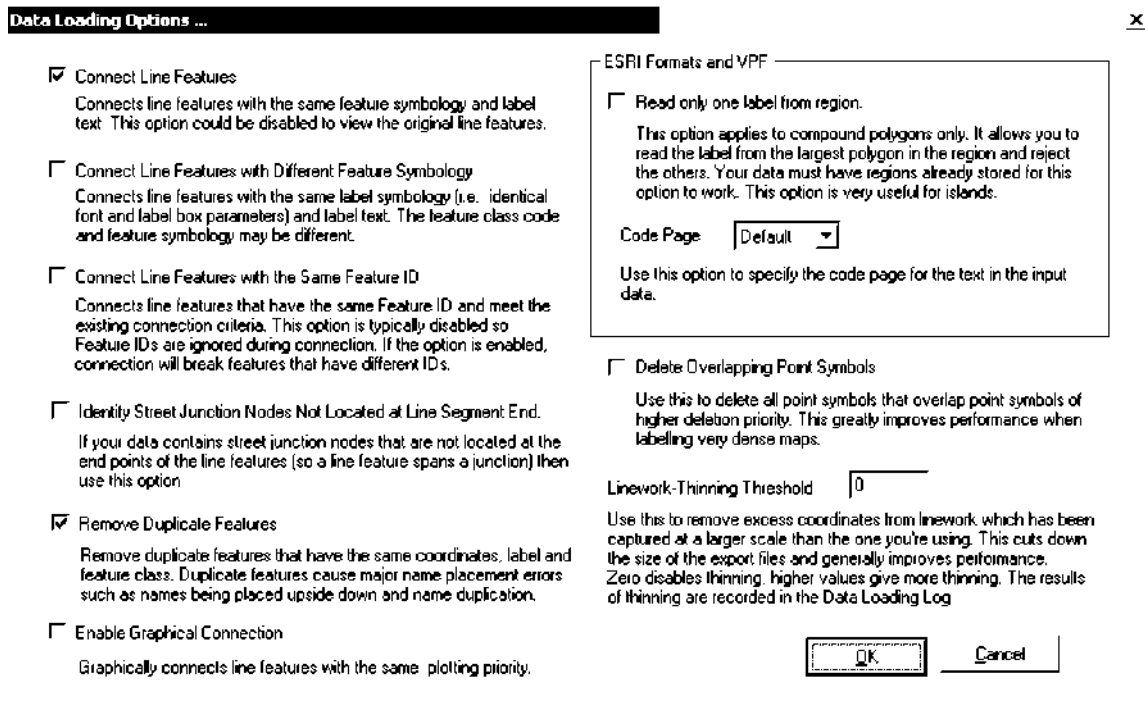 Data Loading Options ...
x
Connect Line Features
Connects line features with the same feature symbology and label
text This option could be disabled to view the original line features.
Connect Line Features with Different Feature Symbology
Connects line features with the same label symbology (i.e. identical
font and label box parameters) and label text. The feature class code
and feature symbology may be different.
Connect Line Features with the Same Feature ID
Connects line features that have the same Feature ID and meet the
existing connection criteria. This option is typically disabled so
Feature IDs are ignored during connection. If the option is enabled,
connection will break features that have different IDs.
Identify Street Junction Nodes Not Located at Line Segment End.
If your data contains street junction nodes that are not located at the
end points of the line features (so a line feature spans a junction) then
use this option
Remove Duplicate Features
Remove duplicate features that have the same coordinates, label and
feature class. Duplicate features cause major name placement errors
such as names being placed upside down and name duplication.
Enable Graphical Connection
Graphically connects line features with the same plotting priority.
ESRI Formats and VPF
Read only one label from region.
This option applies to compound polygons only. It allows you to
read the label from the largest polygon in the region and reject
the others. Your data must have regions already stored for this
option to work. This option is very useful for islands.
Code Page Default
Use this option to specify the code page for the text in the input
data.
Delete Overlapping Point Symbols
Use this to delete all point symbols that overlap point symbols of
higher deletion priority. This greatly improves performance when
labelling very dense maps.
Linework-Thinning Threshold 0
Use this to remove excess coordinates from linework which has been
captured at a larger scale than the one you're using. This cuts down
the size of the export files and generally improves performance.
Zero disables thinning, higher values give more thinning. The results
of thinning are recorded in the Data Loading Log
OK Cancel